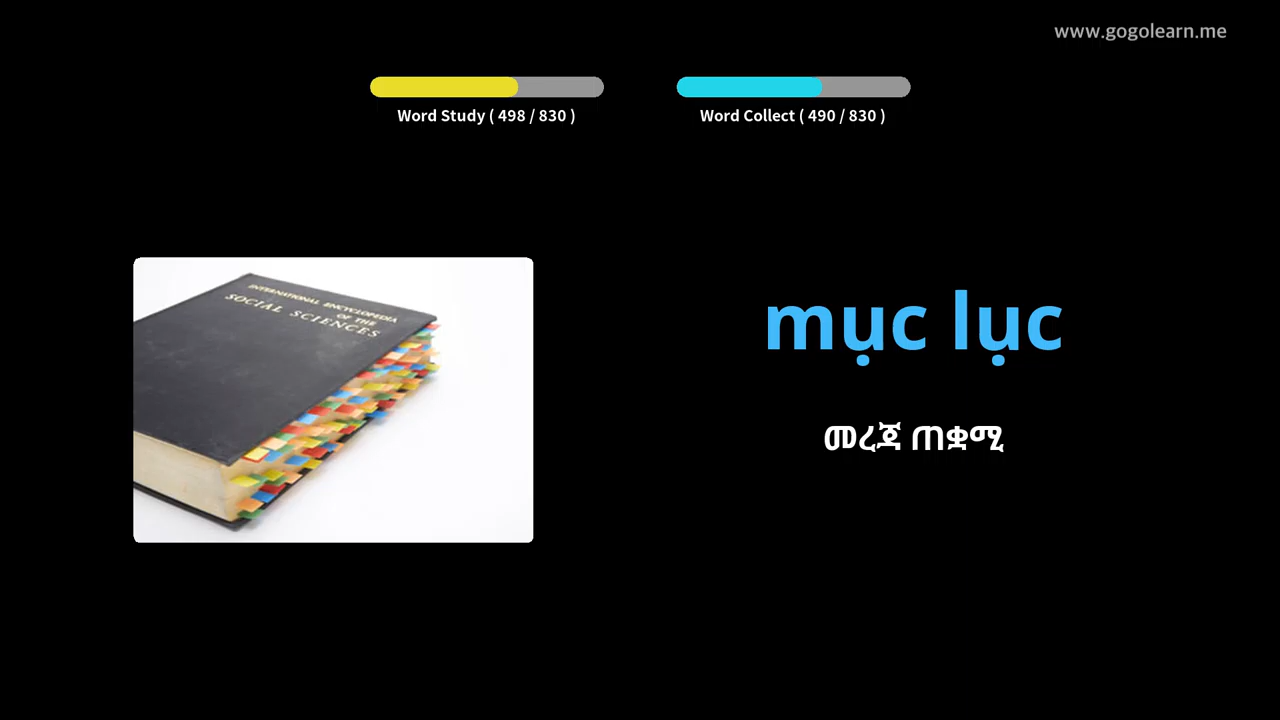 www.gogolearn.me
Word Study ( 498 / 830 )
Word Collect ( 490 / 830 )
INTERNATIONAL ENCYCLOPEDIA
OF THE
SOCIAL SCIENCES
mục lục
መረጃ ጠቋሚ